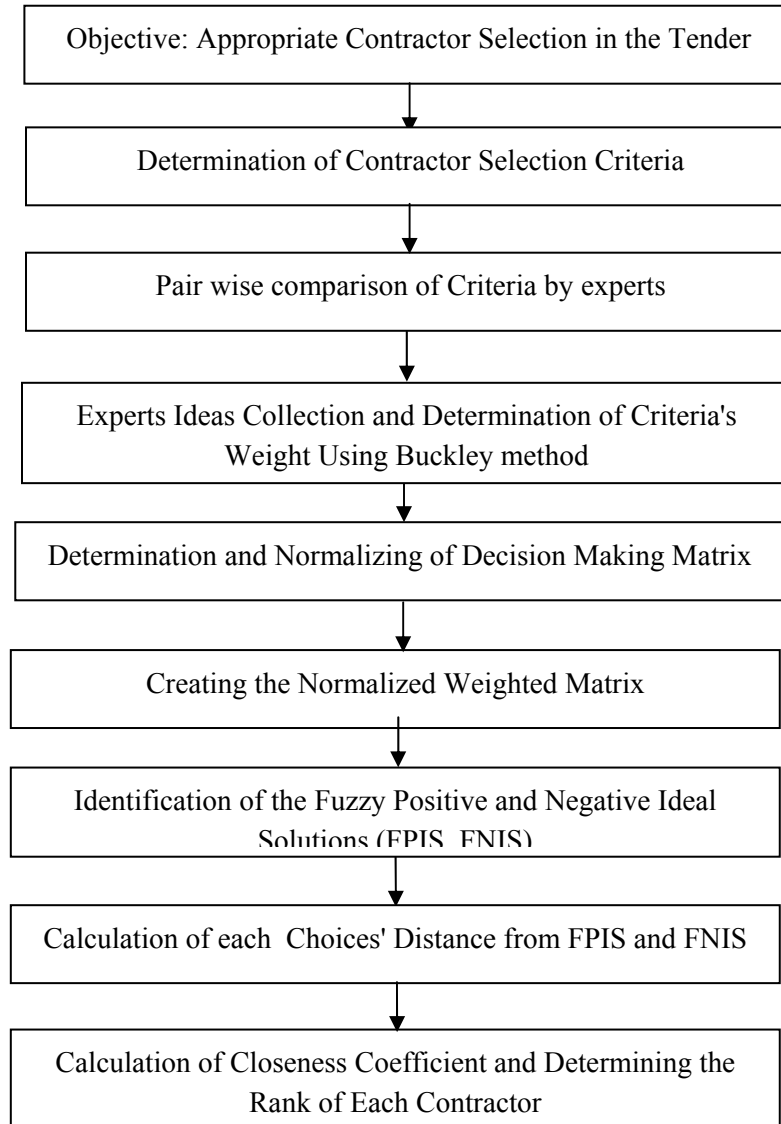 Objective: Appropriate Contractor Selection in the Tender
Determination of Contractor Selection Criteria
Pair wise comparison of Criteria by experts
Experts Ideas Collection and Determination of Criteria's
Weight Using Buckley method
Determination and Normalizing of Decision Making Matrix
Creating the Normalized Weighted Matrix
Identification of the Fuzzy Positive and Negative Ideal
Solutions (FPIS, FNIS)
Calculation of each Choices' Distance from FPIS and FNIS
Calculation of Closeness Coefficient and Determining the
Rank of Each Contractor